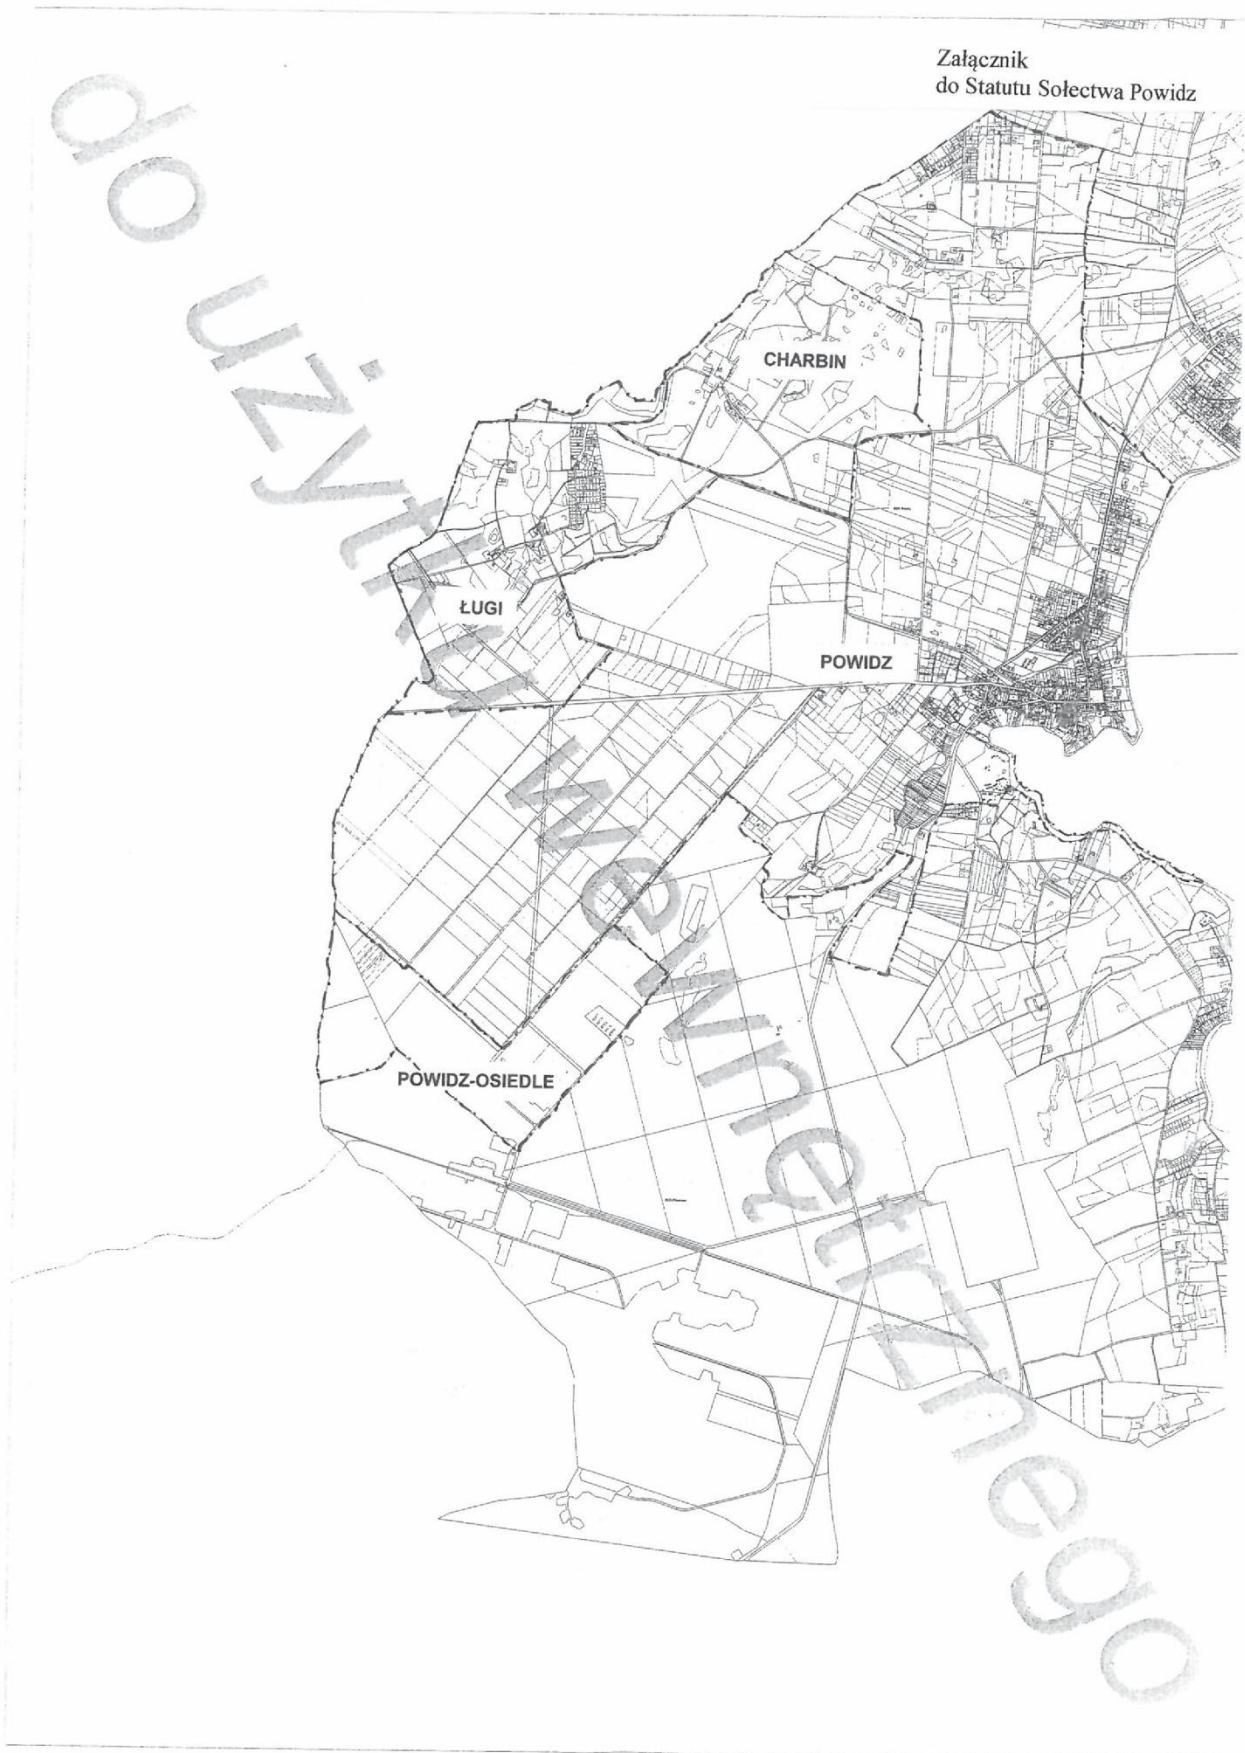 Załącznik
do Statutu Sołectwa Powidz
CHARBIN
ŁUGI
POWIDZ
POWIDZ-OSIEDLE
do użytku wewnętrznego